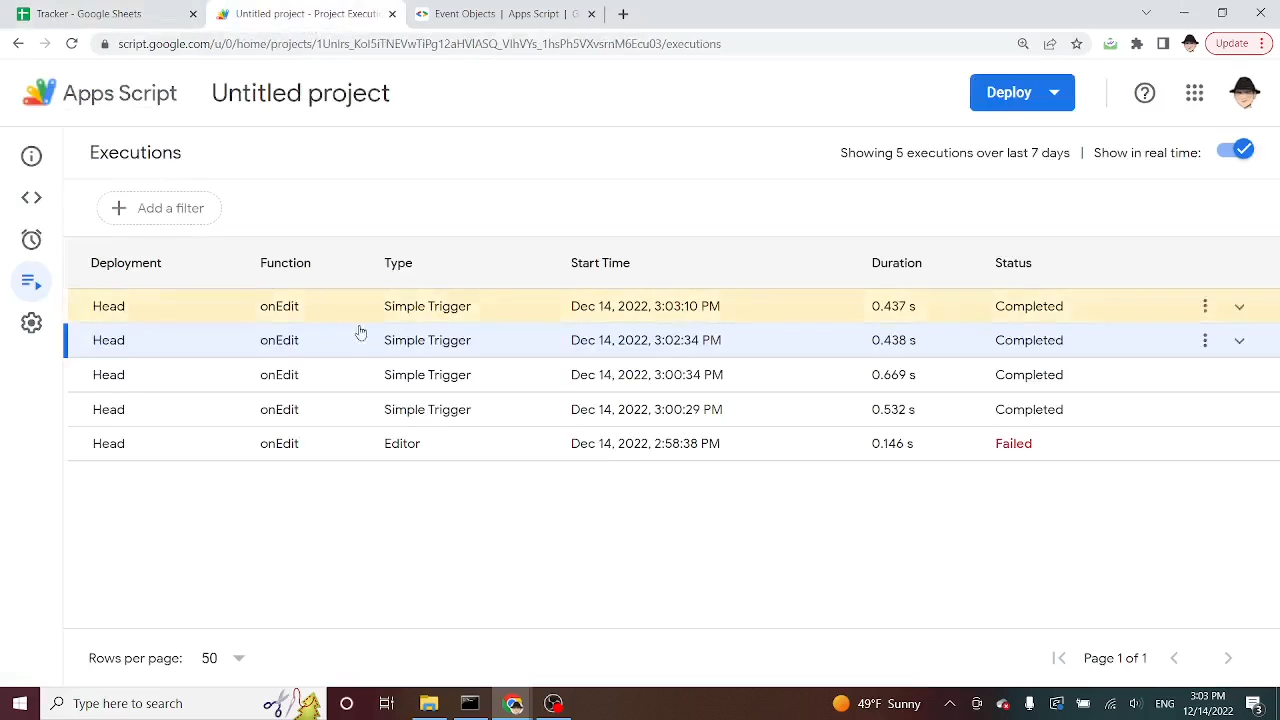 Tracker - Google Sheets
Untitled project - Project Executi
Event Objects | Apps Script | G
script.google.com/u/0/home/projects/
/executions
Update
Apps Script
Untitled project
Deploy
Executions
Showing 5 executions over last 7 days | Show in real time:
Add a filter
Deployment Function Type Start Time Duration Status
Head onEdit Simple Trigger Dec 14, 2022, 3:03:10 PM 0.437 s Completed
Head onEdit Simple Trigger Dec 14, 2022, 3:02:34 PM 0.438 s Completed
Head onEdit Simple Trigger Dec 14, 2022, 3:00:34 PM 0.669 s Completed
Head onEdit Simple Trigger Dec 14, 2022, 3:00:29 PM 0.532 s Completed
Head onEdit Editor Dec 14, 2022, 2:58:38 PM 0.146 s Failed
Rows per page: 50
Page 1 of 1
Type here to search
49°F Sunny
ENG
3:03 PM
12/14/2022